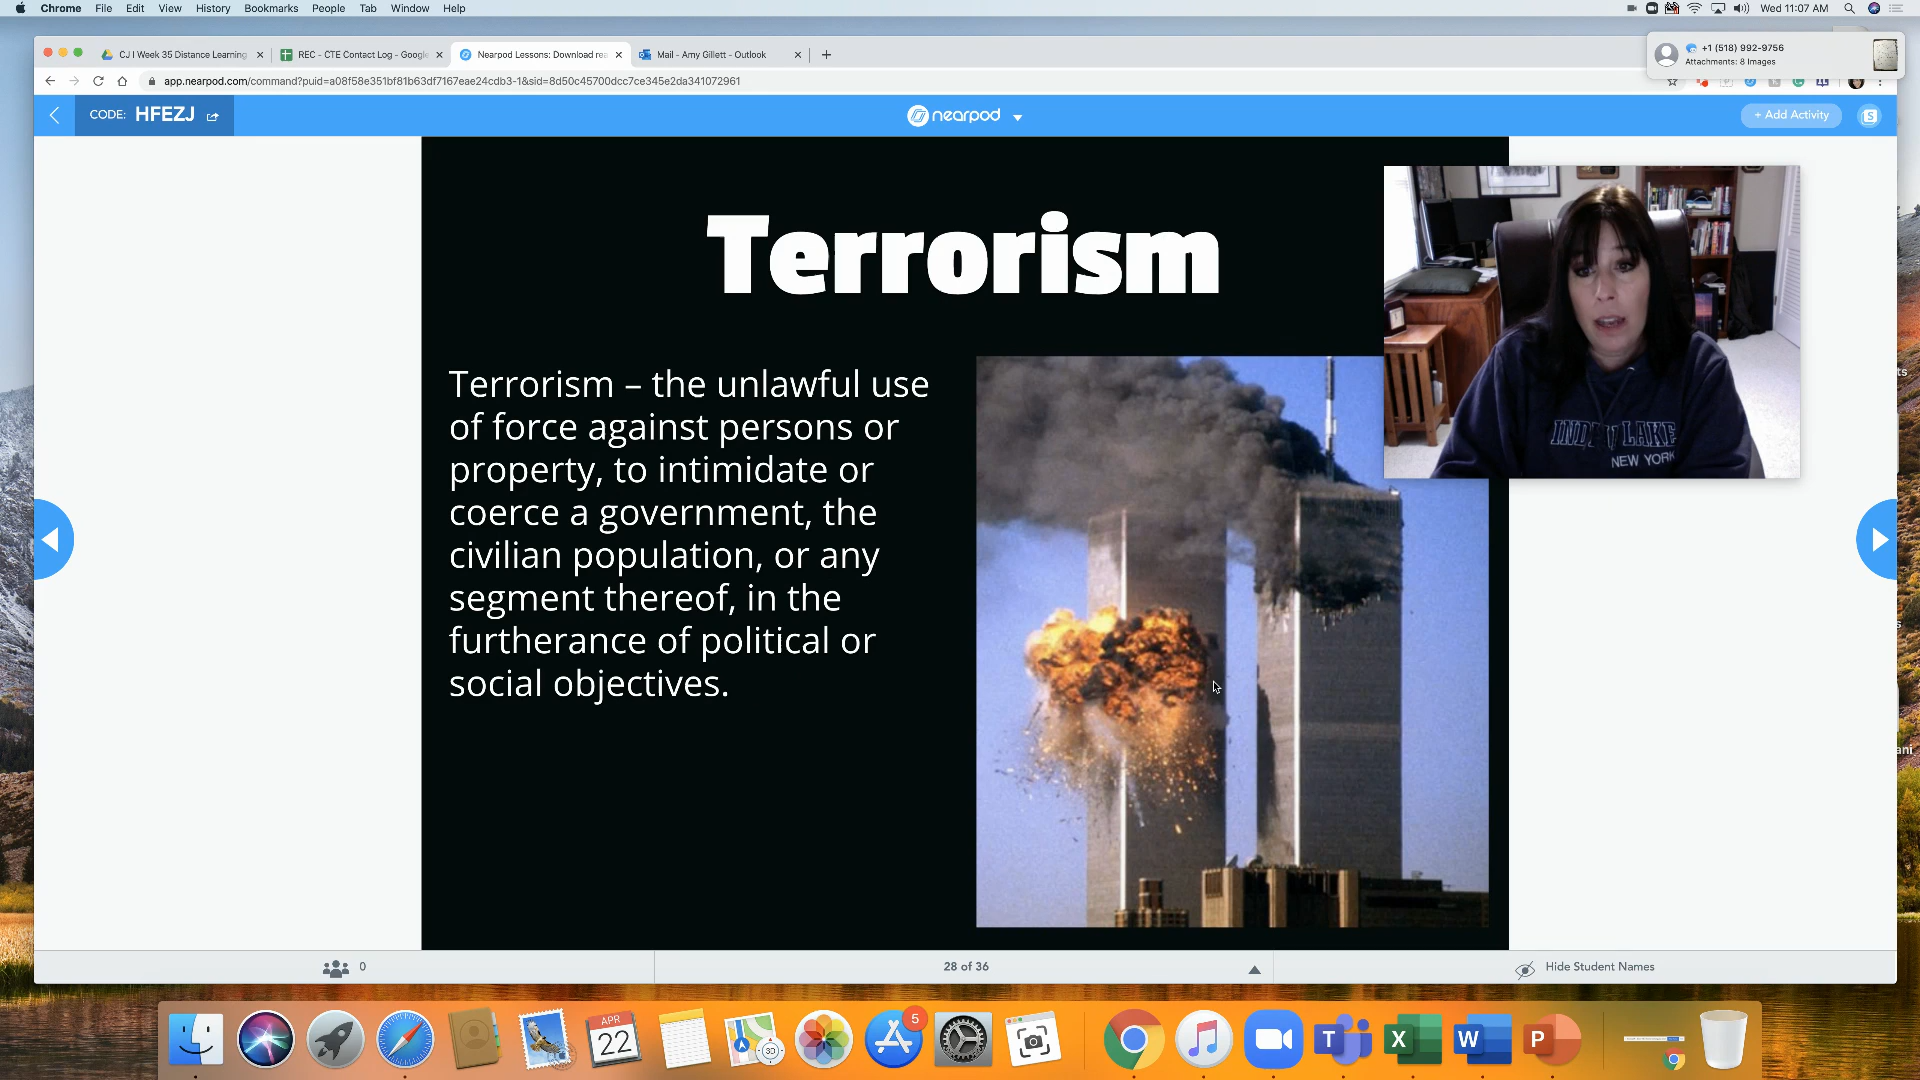 Chrome File Edit View History Bookmarks People Tab Window Help
Wed 11:07 AM
CJ I Week 35 Distance Learning
REC - CTE Contact Log - Google
Nearpod Lessons: Download rea
Mail - Amy Gillett - Outlook
+1 (518) 992-9756
Attachments: 8 Images
app.nearpod.com/command?puid=a08f58e351bf81b63df7167eae24cdb3-1&sid=8d50c45700dcc7ce345e2da341072961
CODE: HFEZJ
nearpod
+ Add Activity
S
Terrorism
Terrorism – the unlawful use
of force against persons or
property, to intimidate or
coerce a government, the
civilian population, or any
segment thereof, in the
furtherance of political or
social objectives.
NEW YORK
0
28 of 36
Hide Student Names
APR
22
3D
5
T
X
W
P